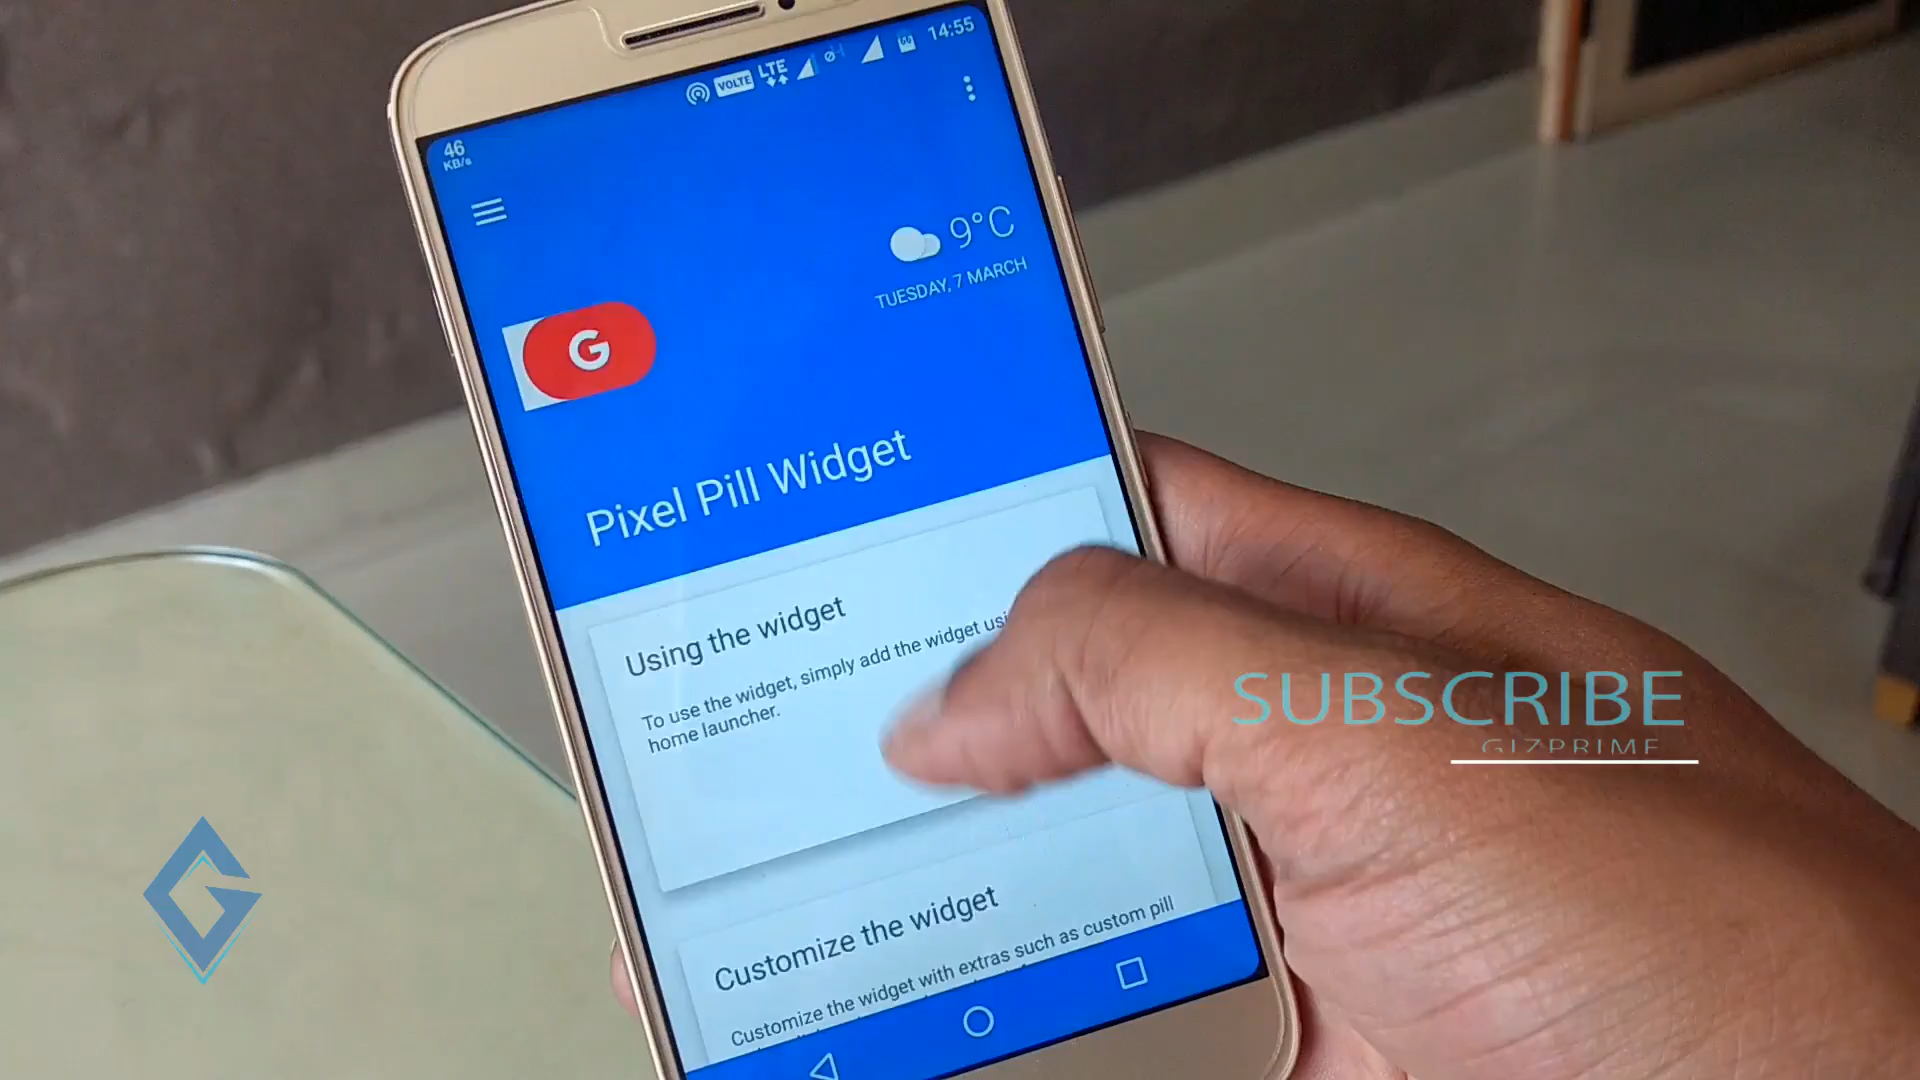 14:55
LTE
VOLTE
46
KB/s
9°C
TUESDAY, 7 MARCH
G
Pixel Pill Widget
Using the widget
To use the widget, simply add the widget
home launcher.
Customize the widget
Customize the widget with extras such as custom pill
SUBSCRIBE
GIZPRIME